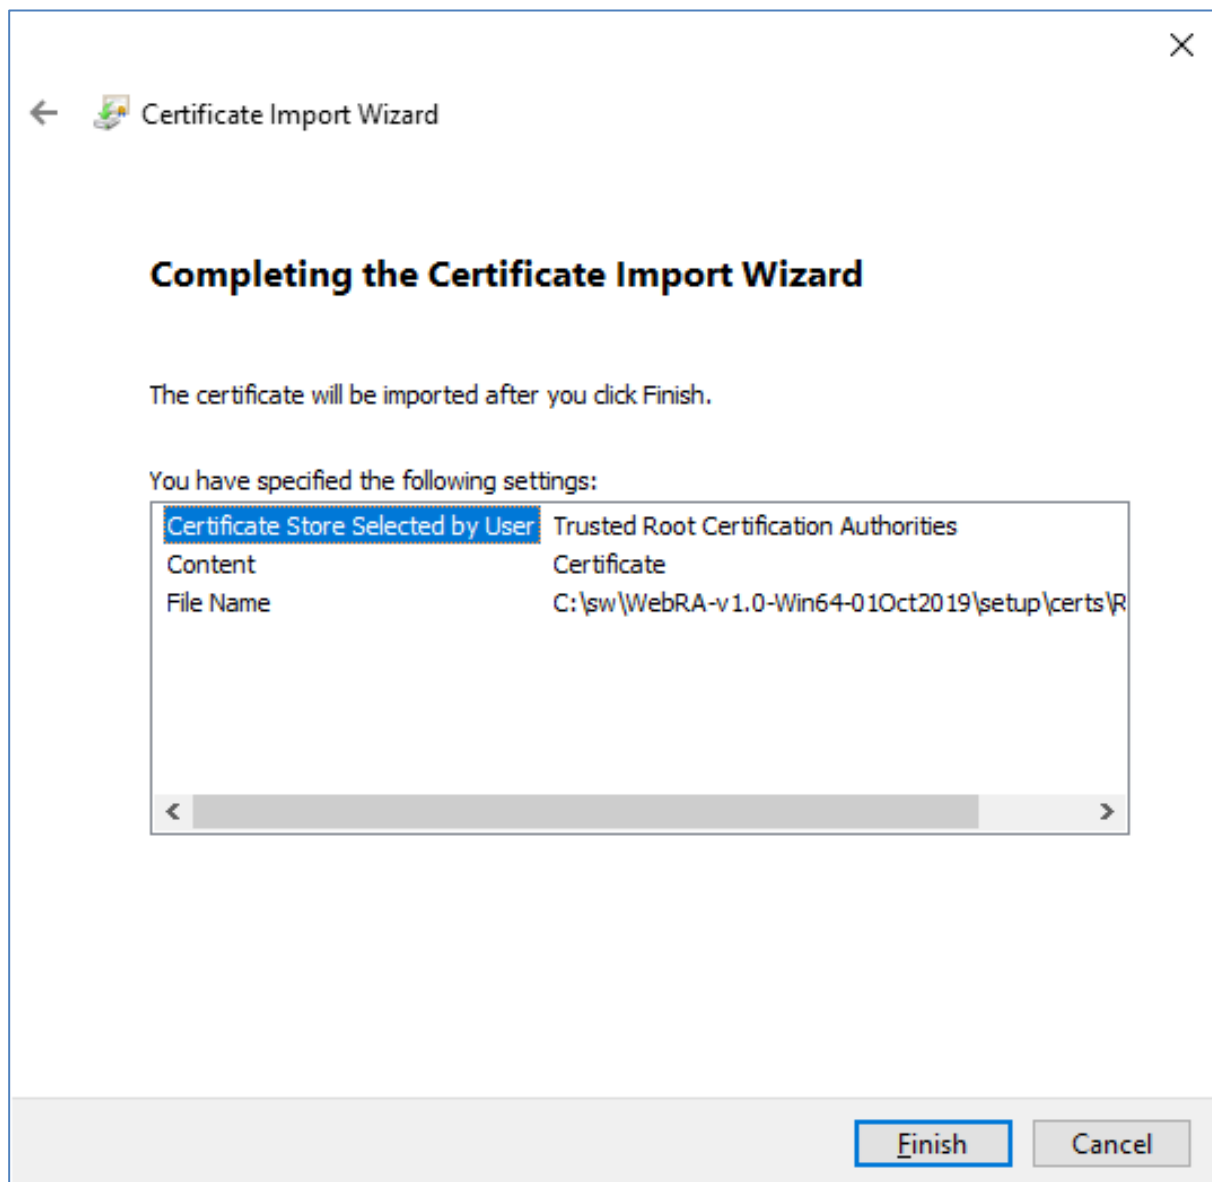 Certificate Import Wizard
Completing the Certificate Import Wizard
The certificate will be imported after you click Finish.
You have specified the following settings:
Certificate Store Selected by User Trusted Root Certification Authorities
Content Certificate
File Name C:\sw\WebRA-v1.0-Win64-01Oct2019\setup\certs\R
Finish Cancel